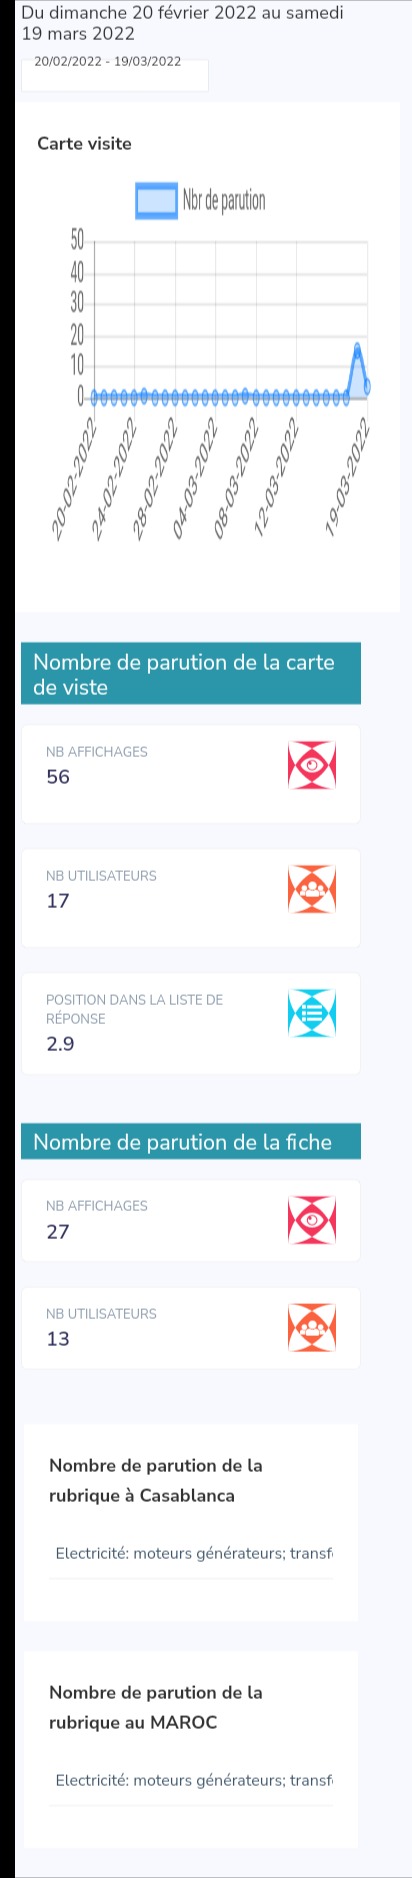 Du dimanche 20 février 2022 au samedi
19 mars 2022
20/02/2022 - 19/03/2022
Carte visite
Nbr de parution
50
40
30
20
10
0
20-02-2022
24-02-2022
28-02-2022
04-03-2022
08-03-2022
12-03-2022
19-03-2022
Nombre de parution de la carte
de viste
NB AFFICHAGES
56
NB UTILISATEURS
17
POSITION DANS LA LISTE DE
RÉPONSE
2.9
Nombre de parution de la fiche
NB AFFICHAGES
27
NB UTILISATEURS
13
Nombre de parution de la
rubrique à Casablanca
Electricité: moteurs générateurs; transf
Nombre de parution de la
rubrique au MAROC
Electricité: moteurs générateurs; transf